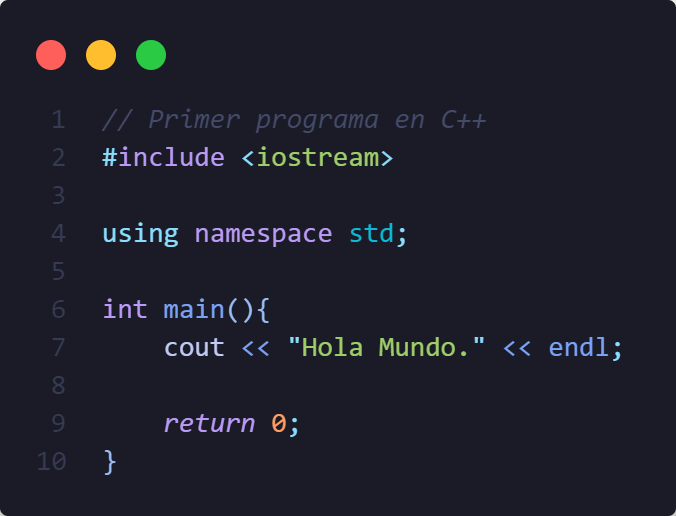 1 // Primer programa en C++
2 #include <iostream>
3
4 using namespace std;
5
6 int main(){
7     cout << "Hola Mundo." << endl;
8
9     return 0;
10 }